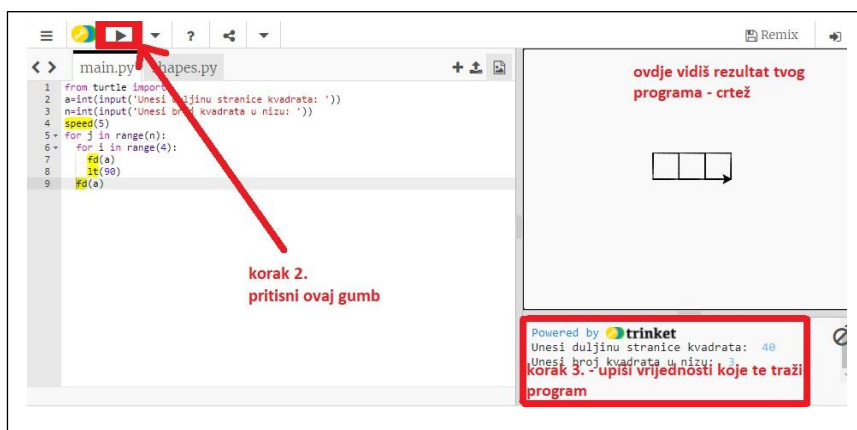 ? Remix
main.py shapes.py
1 from turtle import
2 a=int(input('Unesi duljinu stranice kvadrata: '))
3 n=int(input('Unesi broj kvadrata u nizu: '))
4 speed(5)
5 for j in range(n):
6 for i in range(4):
7 fd(a)
8 lt(90)
9 fd(a)
ovdje vidiš rezultat tvog
programa - crtež
korak 2.
pritisni ovaj gumb
Powered by trinket
Unesi duljinu stranice kvadrata: 40
Unesi broj kvadrata u nizu: 3
korak 3. - upiši vrijednosti koje te traži
program